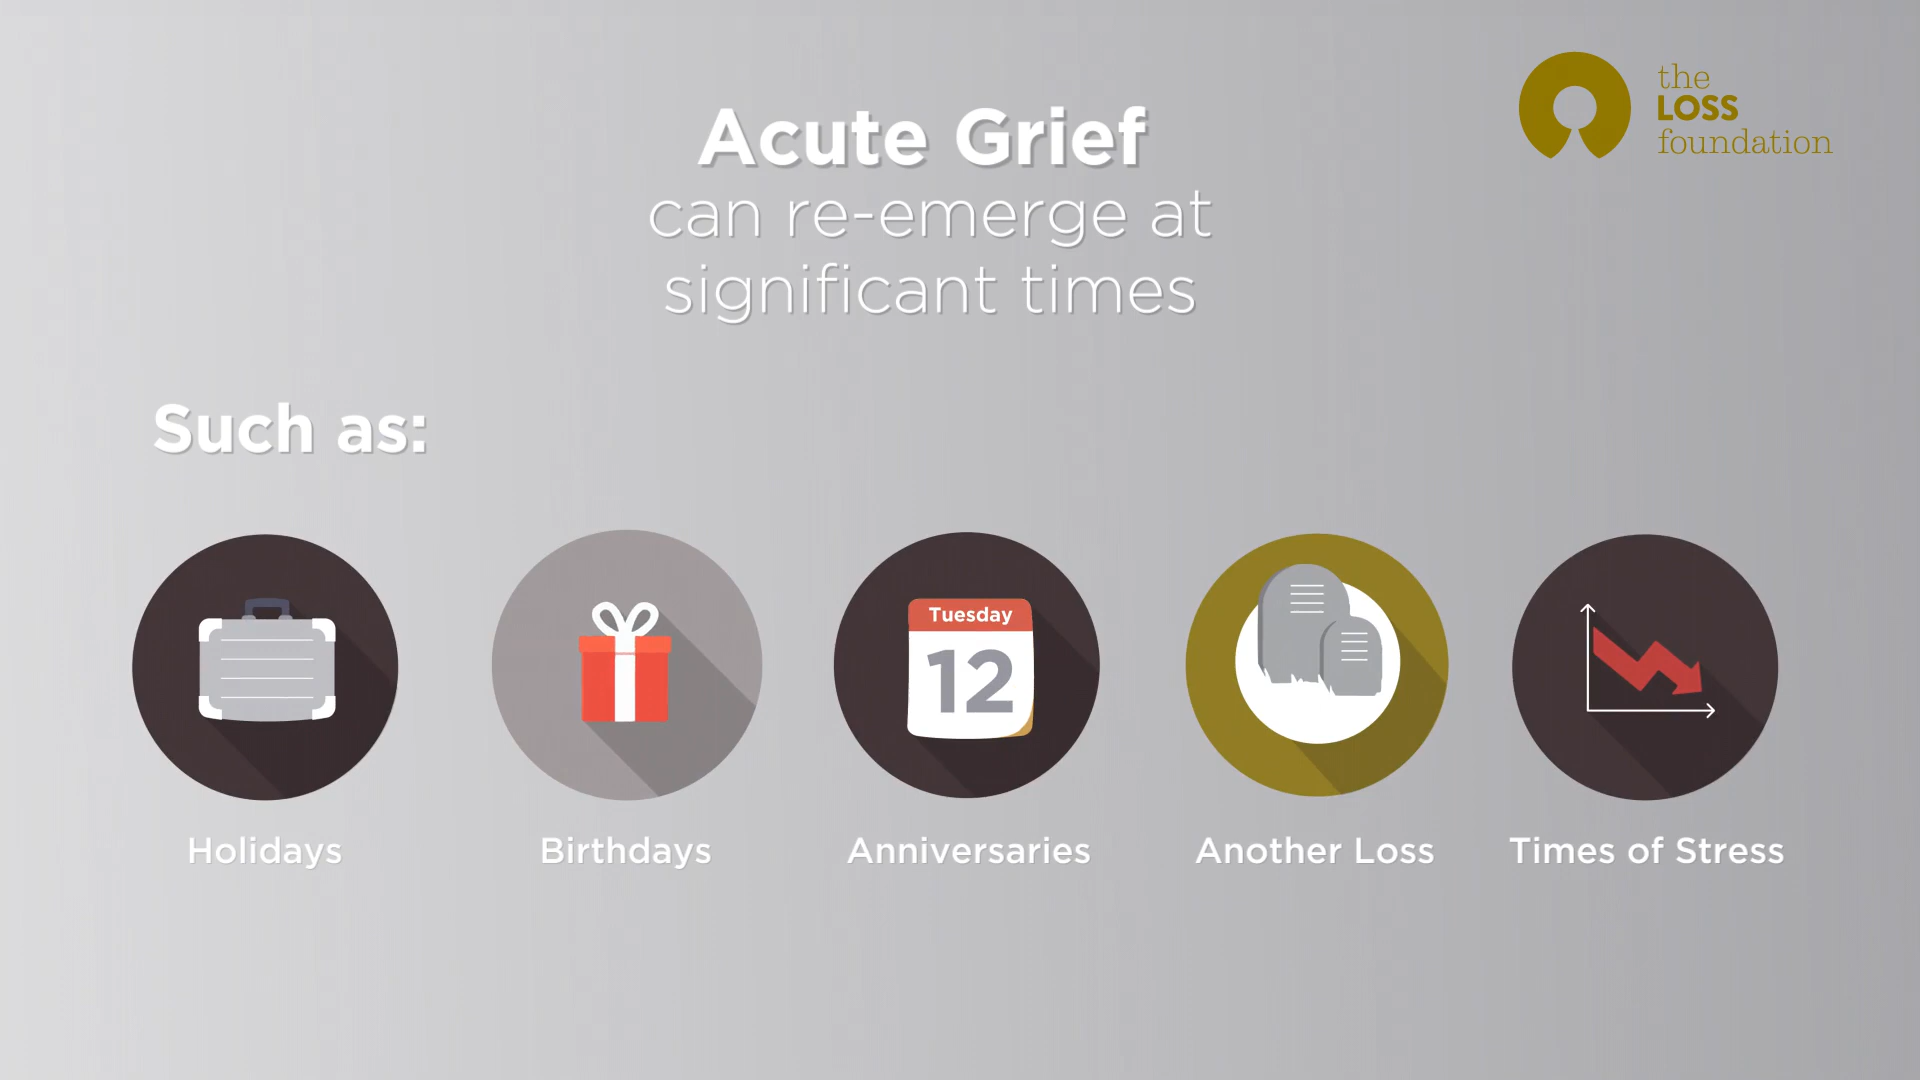 the
LOSS
foundation
Acute Grief
can re-emerge at
significant times
Such as:
Tuesday
12
Holidays
Birthdays
Anniversaries
Another Loss
Times of Stress